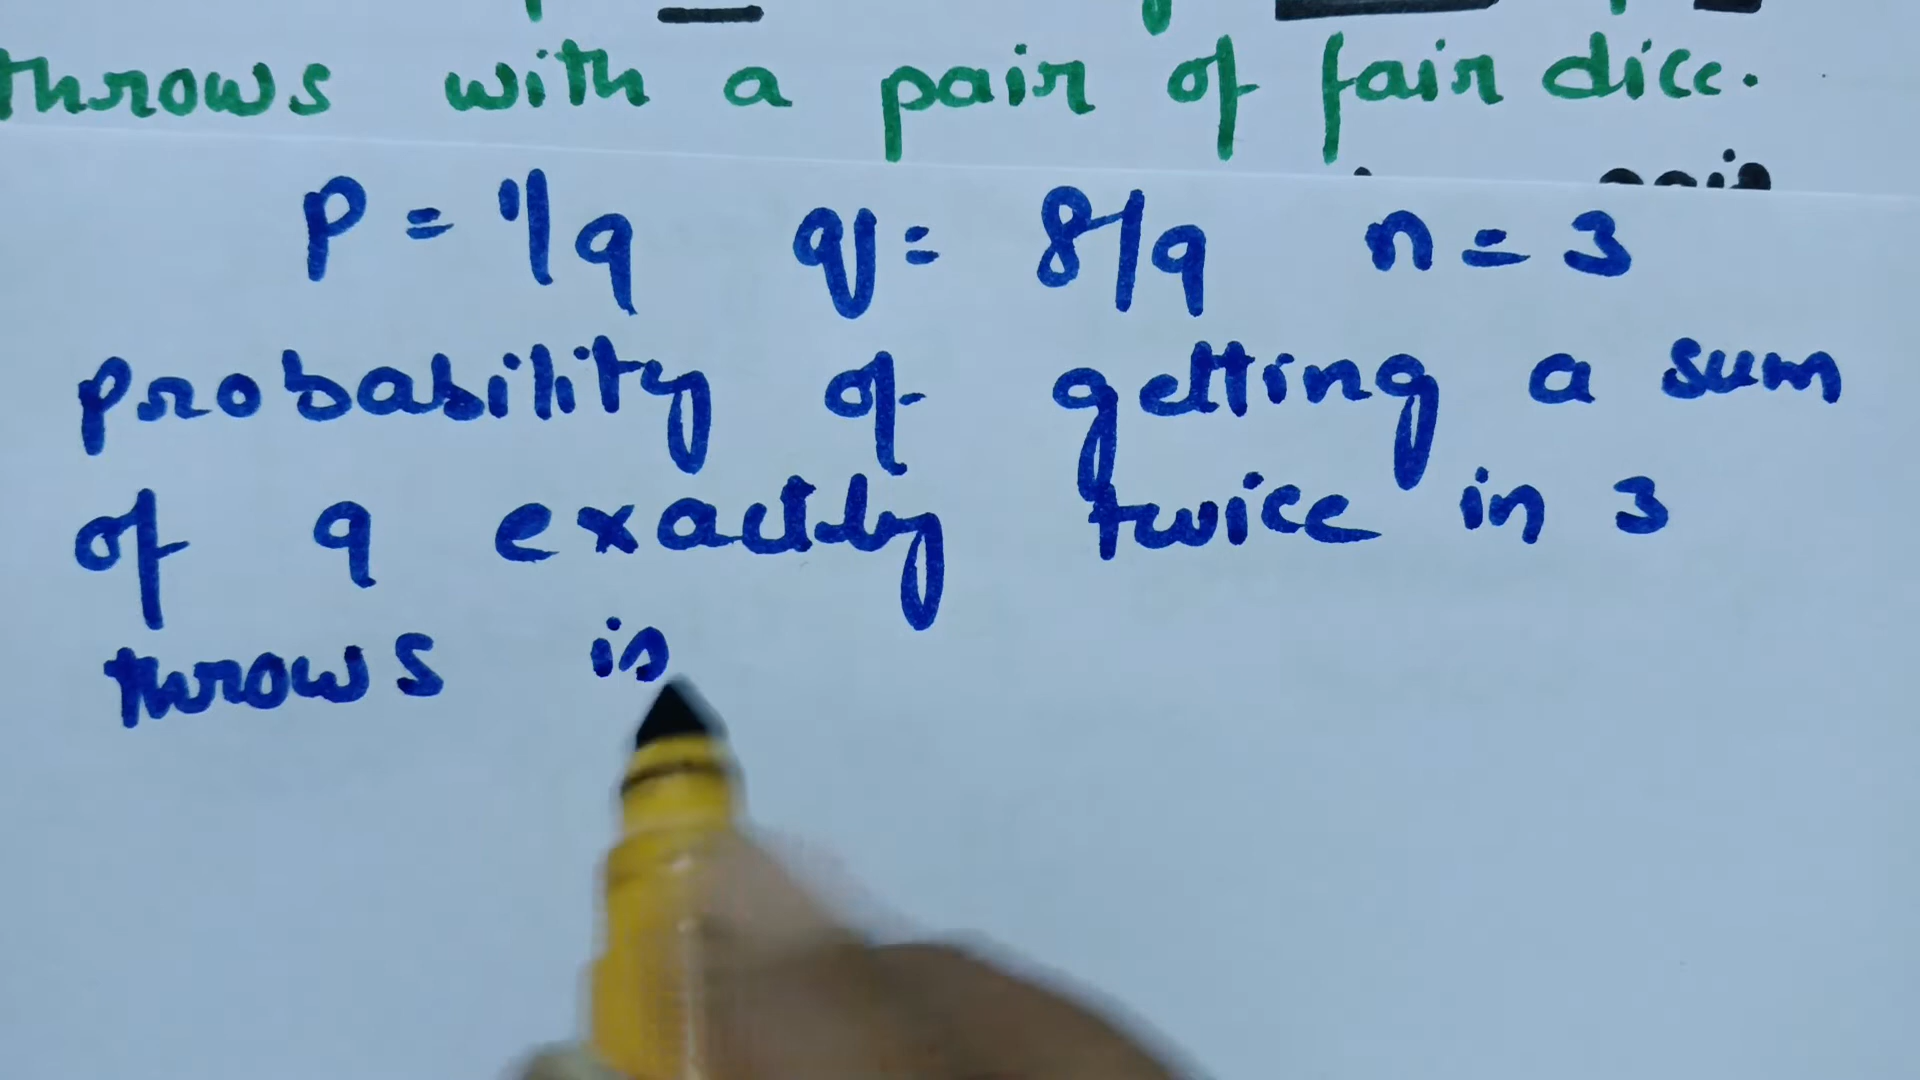 throws with a pair of fair dice.
P = 1/9 q = 8/9 n = 3
probability of getting a sum
of 9 exactly twice in 3
throws is